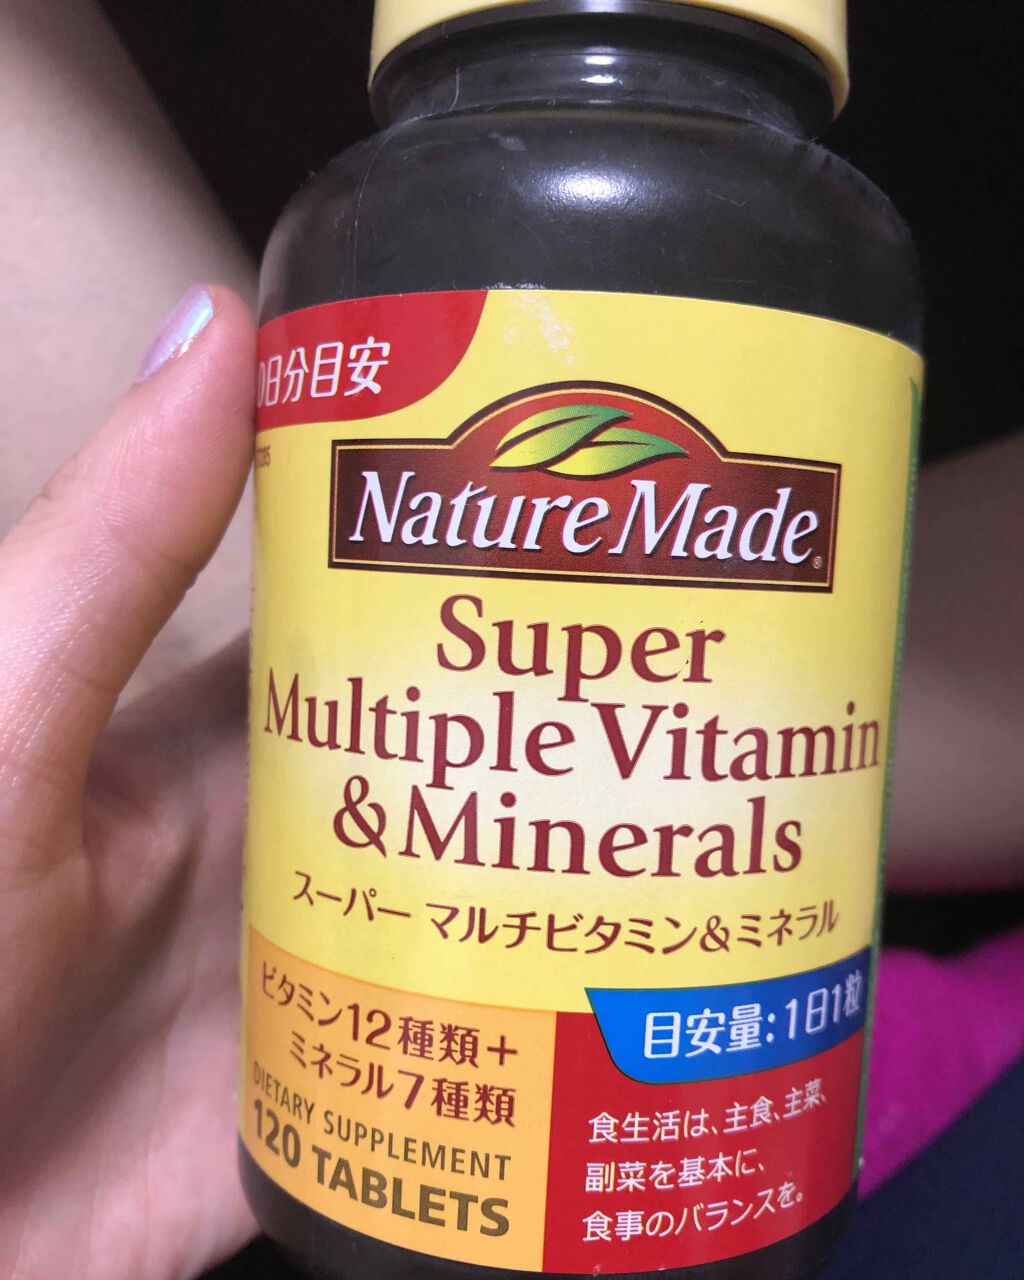 0日分目安
Nature Made®
Super
Multiple Vitamin
& Minerals
スーパー マルチビタミン&ミネラル
ビタミン12種類+
ミネラル7種類
DIETARY SUPPLEMENT
120 TABLETS
目安量:1日1粒
食生活は、主食、主菜、
副菜を基本に、
食事のバランスを。